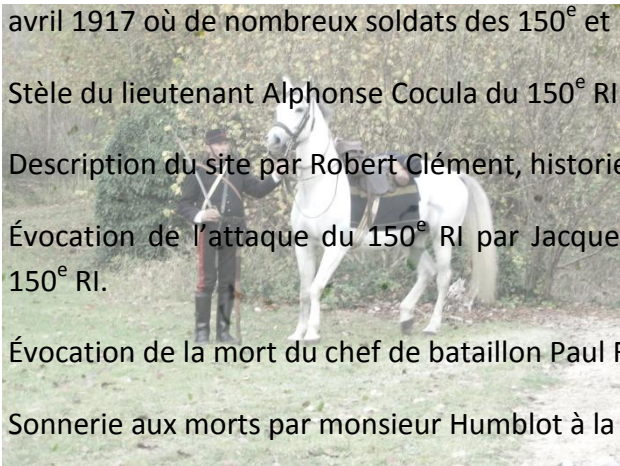 avril 1917 où de nombreux soldats des 150e et
Stèle du lieutenant Alphonse Cocula du 150e RI
Description du site par Robert Clément, historie
Évocation de l'attaque du 150e RI par Jacque
150e RI.
Évocation de la mort du chef de bataillon Paul
Sonnerie aux morts par monsieur Humblot à la